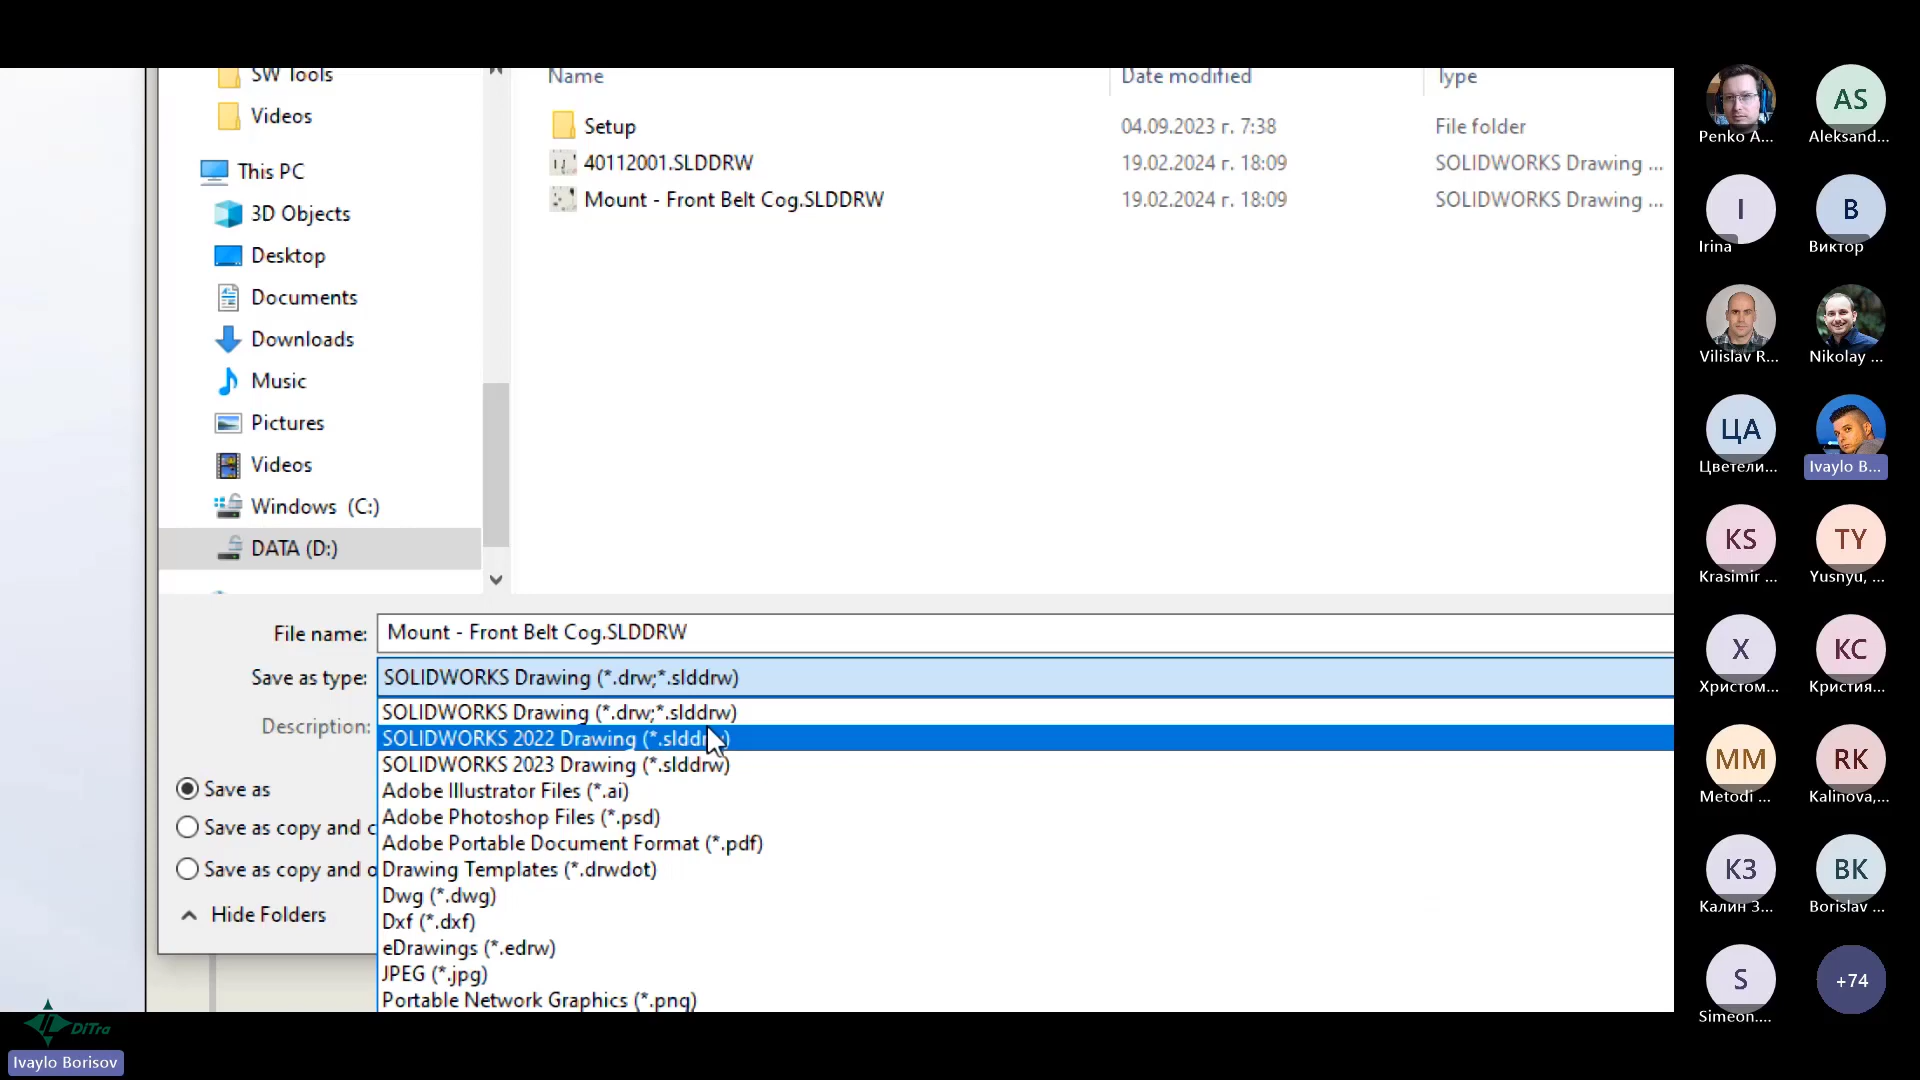 SW Tools
Videos
This PC
3D Objects
Desktop
Documents
Downloads
Music
Pictures
Videos
Windows (C:)
DATA (D:)
Name Date modified Type
Setup 04.09.2023 г. 7:38 File folder
40112001.SLDDRW 19.02.2024 г. 18:09 SOLIDWORKS Drawing ...
Mount - Front Belt Cog.SLDDRW 19.02.2024 г. 18:09 SOLIDWORKS Drawing ...
File name: Mount - Front Belt Cog.SLDDRW
Save as type: SOLIDWORKS Drawing (*.drw;*.slddrw)
Description:
SOLIDWORKS Drawing (*.drw;*.slddrw)
SOLIDWORKS 2022 Drawing (*.slddrw)
SOLIDWORKS 2023 Drawing (*.slddrw)
Adobe Illustrator Files (*.ai)
Adobe Photoshop Files (*.psd)
Adobe Portable Document Format (*.pdf)
Drawing Templates (*.drwdot)
Dwg (*.dwg)
Dxf (*.dxf)
eDrawings (*.edrw)
JPEG (*.jpg)
Portable Network Graphics (*.png)
Save as
Save as copy and c
Save as copy and o
Hide Folders
DiTra
Ivaylo Borisov
Penko A...
AS
Aleksand...
I
Irina
В
Виктор
Vilislav R...
Nikolay ...
ЦА
Цветели...
Ivaylo B...
KS
Krasimir ...
TY
Yusnyu, ...
Х
Христом...
КС
Кристия...
MM
Metodi ...
RK
Kalinova,...
КЗ
Калин З...
BK
Borislav ...
S
Simeon....
+74